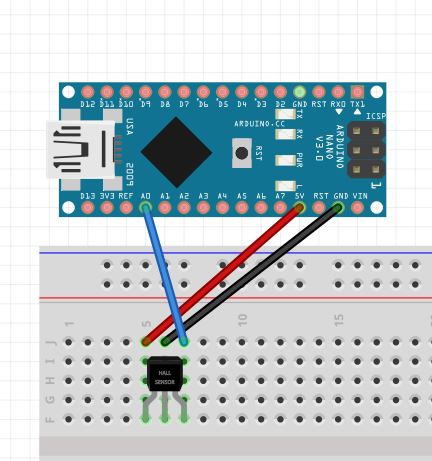 D12 D11 D10 D9 D8 D7 D6 D5 D4 D3 D2 GND RST RX0 TX1
TX
RX
PWR
L
ARDUINO.CC
RST
ICSP
1
ARDUINO
NANO
V3.0
USA
2009
D13 3V3 REF A0 A1 A2 A3 A4 A5 A6 A7 5V RST GND VIN
1 5 10 15
J
I
H
G
F
HALL
SENSOR